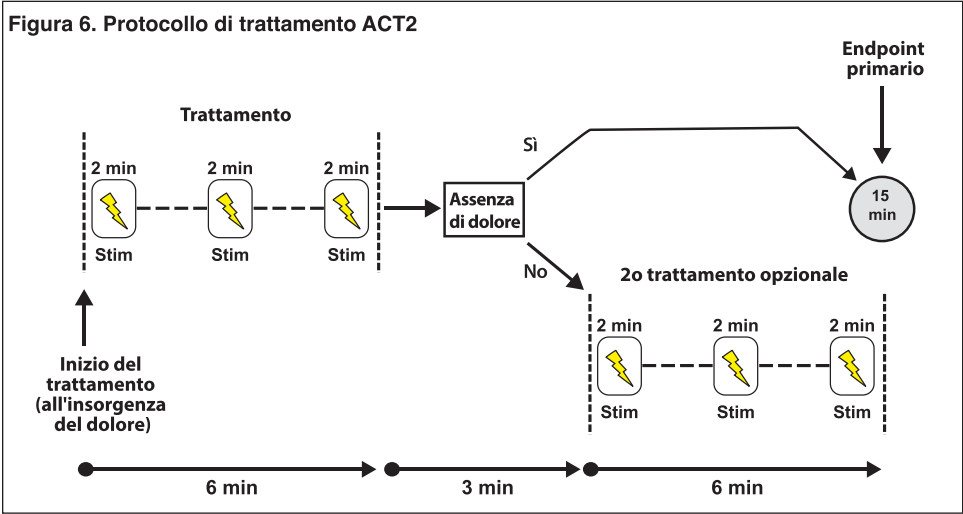 Figura 6. Protocollo di trattamento ACT2
Endpoint
primario
Trattamento
2 min
2 min
2 min
Stim
Stim
Stim
Assenza
di dolore
Sì
No
15
min
2o trattamento opzionale
2 min
2 min
2 min
Stim
Stim
Stim
Inizio del
trattamento
(all'insorgenza
del dolore)
6 min
3 min
6 min